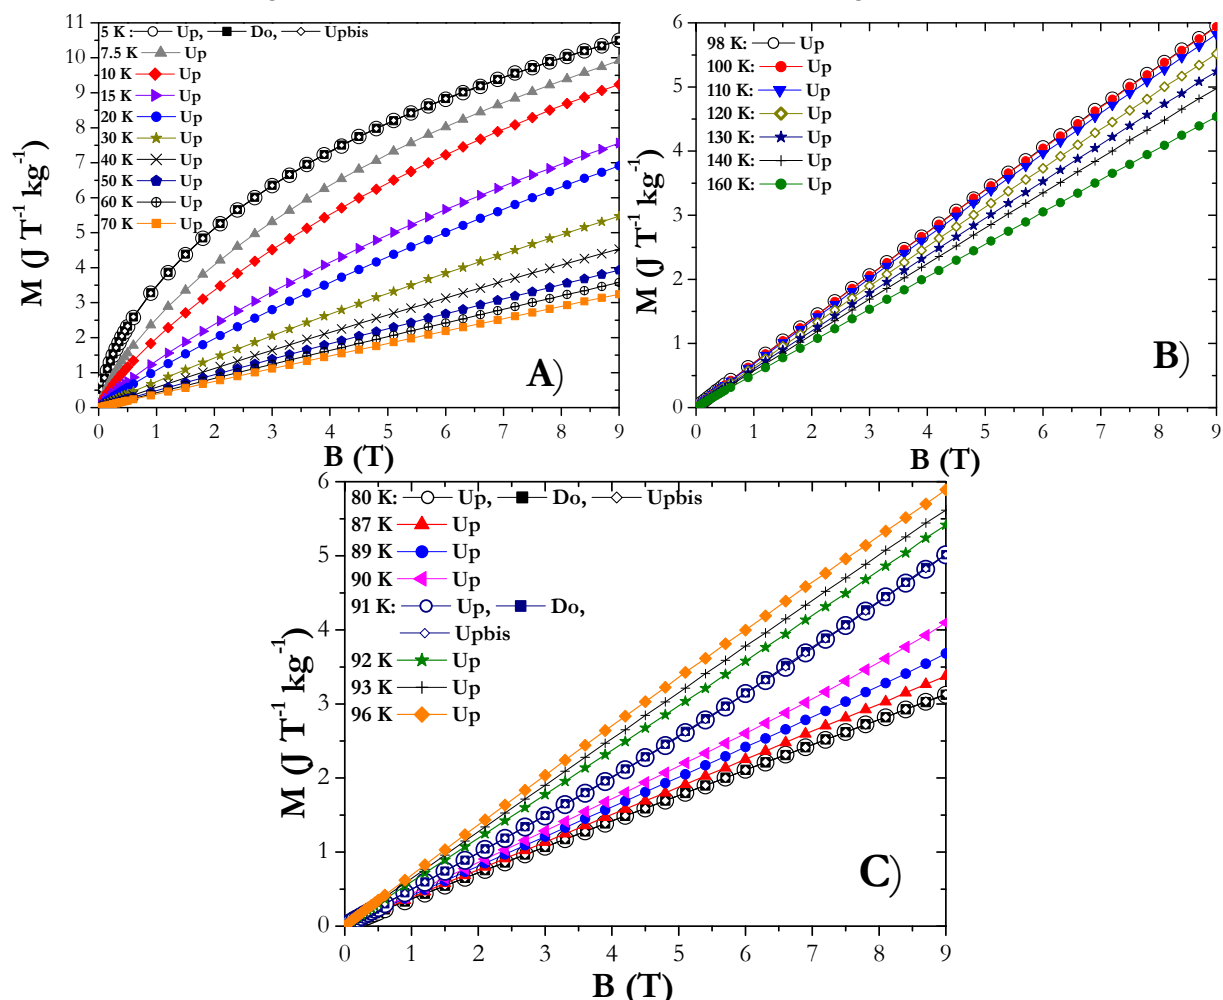 11
10
9
8
7
6
5
4
3
2
1
0
M (J T⁻¹ kg⁻¹)
5 K : Up, Do, Upbis
7.5 K Up
10 K Up
15 K Up
20 K Up
30 K Up
40 K Up
50 K Up
60 K Up
70 K Up
A)
0 1 2 3 4 5 6 7 8 9
B (T)
6
5
4
3
2
1
0
M (J T⁻¹ kg⁻¹)
98 K: Up
100 K: Up
110 K: Up
120 K: Up
130 K: Up
140 K: Up
160 K: Up
B)
0 1 2 3 4 5 6 7 8 9
B (T)
6
5
4
3
2
1
0
M (J T⁻¹ kg⁻¹)
80 K: Up, Do, Upbis
87 K Up
89 K Up
90 K Up
91 K: Up, Do,
Upbis
92 K Up
93 K Up
96 K Up
C)
0 1 2 3 4 5 6 7 8 9
B (T)